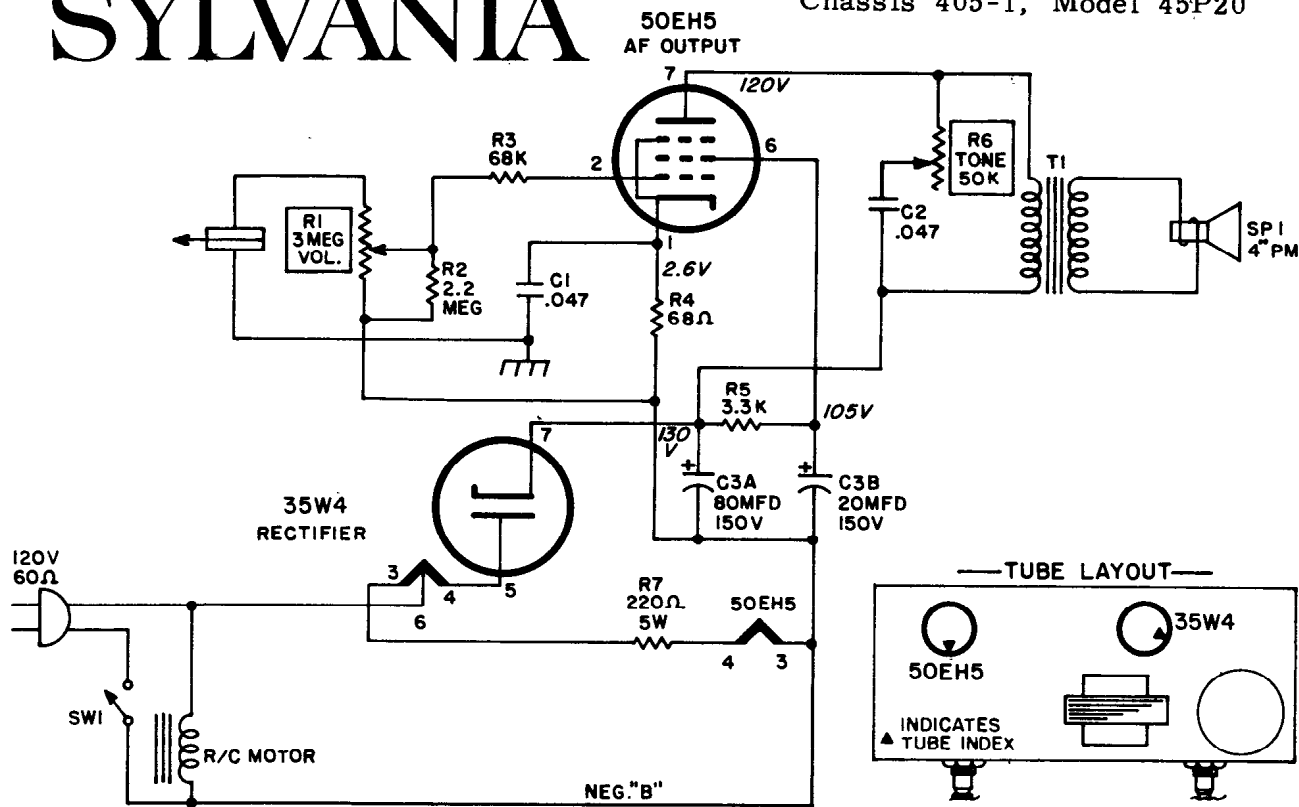 SYLVANIA
Chassis 405-1, Model 45P20
50EH5
AF OUTPUT
7
120V
R3
68K
2
6
R6
TONE
50K
T1
R1
3 MEG
VOL.
C2
.047
SP1
4"PM
1
2.6V
R2
2.2
MEG
C1
.047
R4
68Ω
R5
3.3K
105V
7
130
V
+
C3A
80MFD
150V
+
C3B
20MFD
150V
35W4
RECTIFIER
120V
60Ω
3
4
5
6
R7
220Ω
5W
50EH5
4
3
TUBE LAYOUT
35W4
50EH5
SW1
R/C MOTOR
INDICATES
TUBE INDEX
NEG."B"